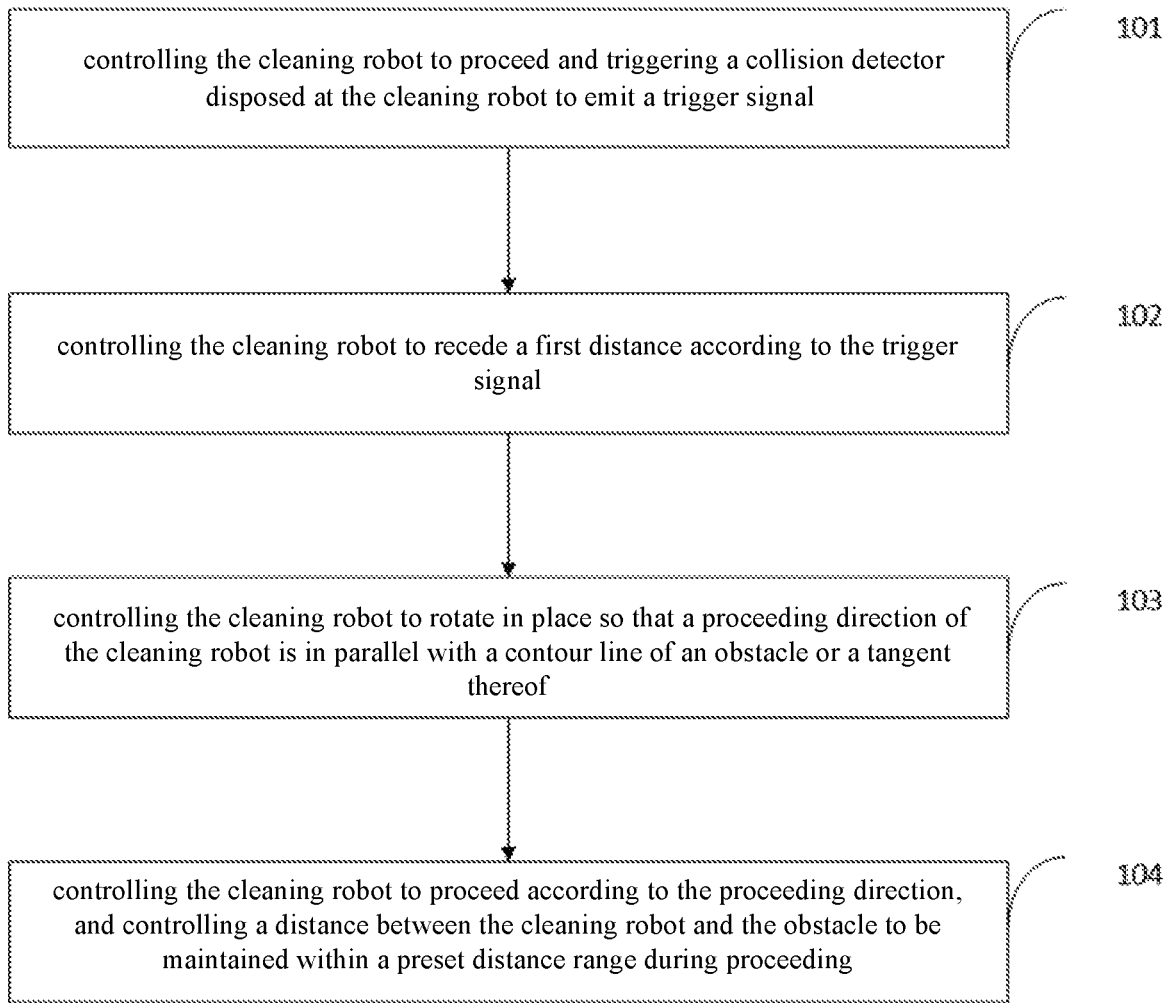 101
controlling the cleaning robot to proceed and triggering a collision detector
disposed at the cleaning robot to emit a trigger signal
102
controlling the cleaning robot to recede a first distance according to the trigger
signal
103
controlling the cleaning robot to rotate in place so that a proceeding direction of
the cleaning robot is in parallel with a contour line of an obstacle or a tangent
thereof
104
controlling the cleaning robot to proceed according to the proceeding direction,
and controlling a distance between the cleaning robot and the obstacle to be
maintained within a preset distance range during proceeding